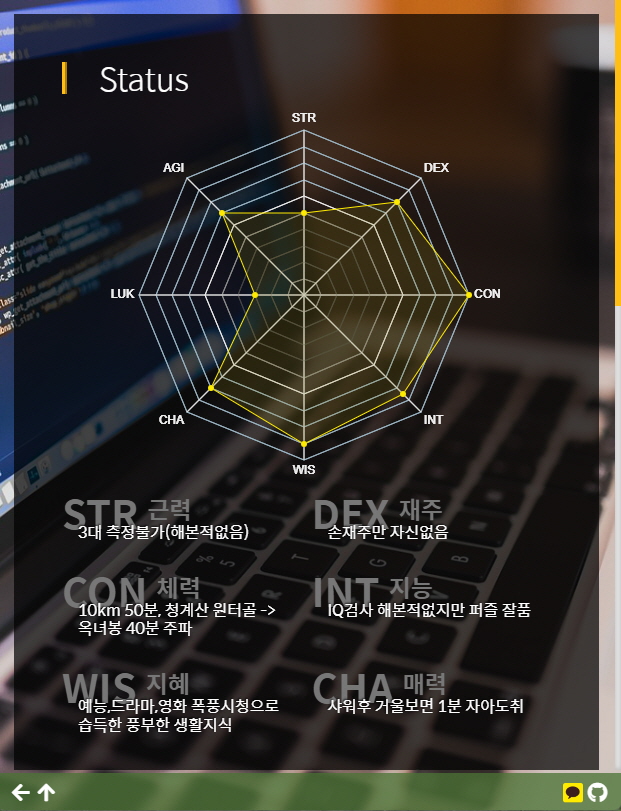 Status
STR
AGI
DEX
LUK
CON
CHA
INT
WIS
STR 근력
3대 측정불가(해본적없음)
DEX 재주
손재주만 자신없음
CON 체력
10km 50분, 청계산 원터골 ->
옥녀봉 40분 주파
INT 지능
IQ검사 해본적없지만 퍼즐 잘품
WIS 지혜
예능,드라마,영화 폭풍시청으로
습득한 풍부한 생활지식
CHA 매력
샤워후 거울보면 1분 자아도취